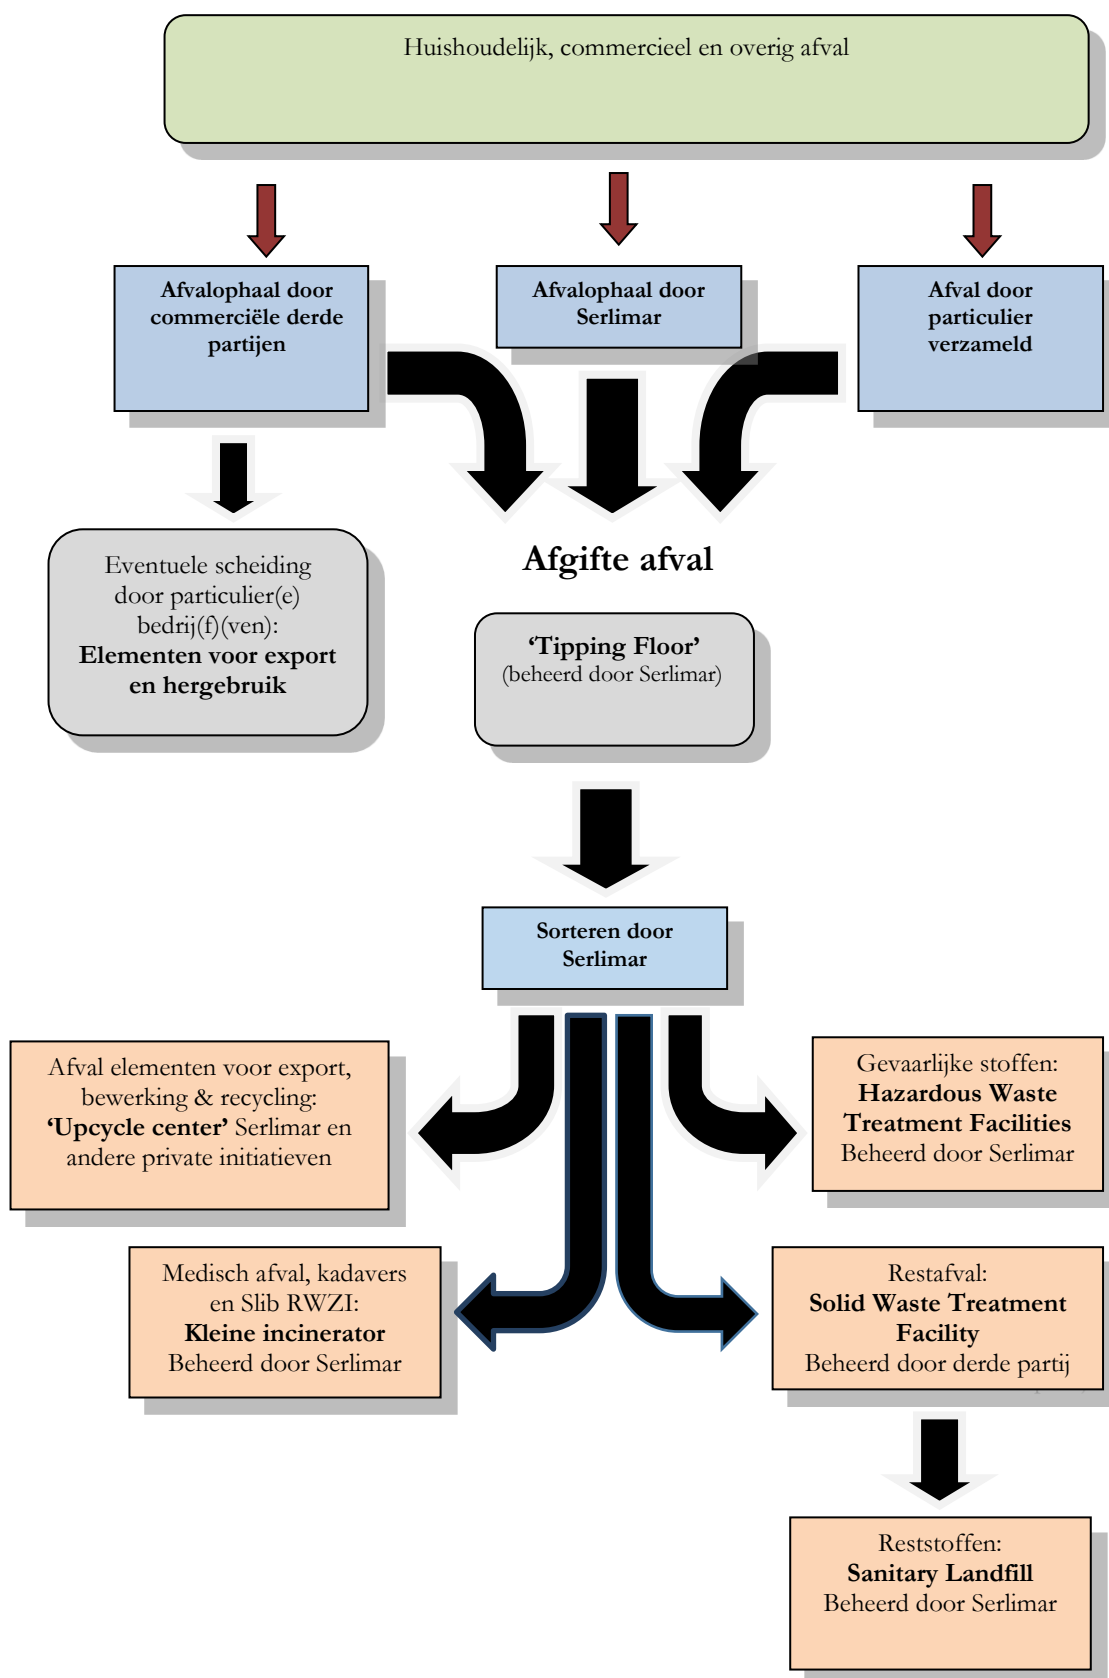 Huishoudelijk, commercieel en overig afval
Afvalophaal door
commerciële derde
partijen
Afvalophaal door
Serlimar
Afval door
particulier
verzameld
Eventuele scheiding
door particulier(e)
bedrij(f)(ven):
Elementen voor export
en hergebruik
Afgifte afval
‘Tipping Floor’
(beheerd door Serlimar)
Sorteren door
Serlimar
Afval elementen voor export,
bewerking & recycling:
‘Upcycle center’ Serlimar en
andere private initiatieven
Gevaarlijke stoffen:
Hazardous Waste
Treatment Facilities
Beheerd door Serlimar
Medisch afval, kadavers
en Slib RWZI:
Kleine incinerator
Beheerd door Serlimar
Restafval:
Solid Waste Treatment
Facility
Beheerd door derde partij
Reststoffen:
Sanitary Landfill
Beheerd door Serlimar